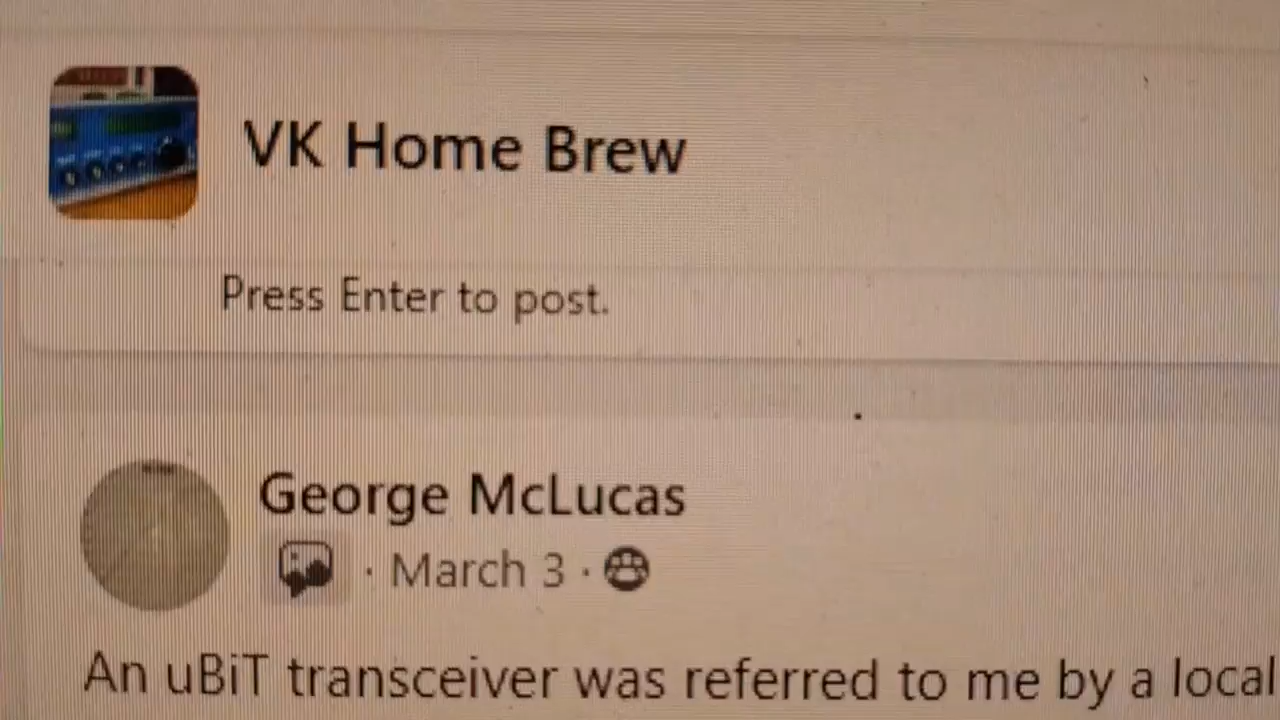 VK Home Brew
Press Enter to post.
George McLucas
· March 3 ·
An uBiT transceiver was referred to me by a local